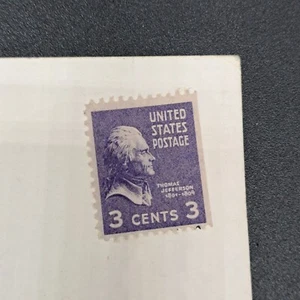 UNITED
STATES
POSTAGE
THOMAS
JEFFERSON
1801-1809
3 CENTS 3